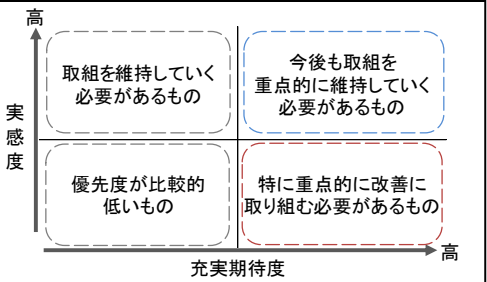 高
取組を維持していく
必要があるもの
今後も取組を
重点的に維持していく
必要があるもの
実感度
優先度が比較的
低いもの
特に重点的に改善に
取り組む必要があるもの
高
充実期待度